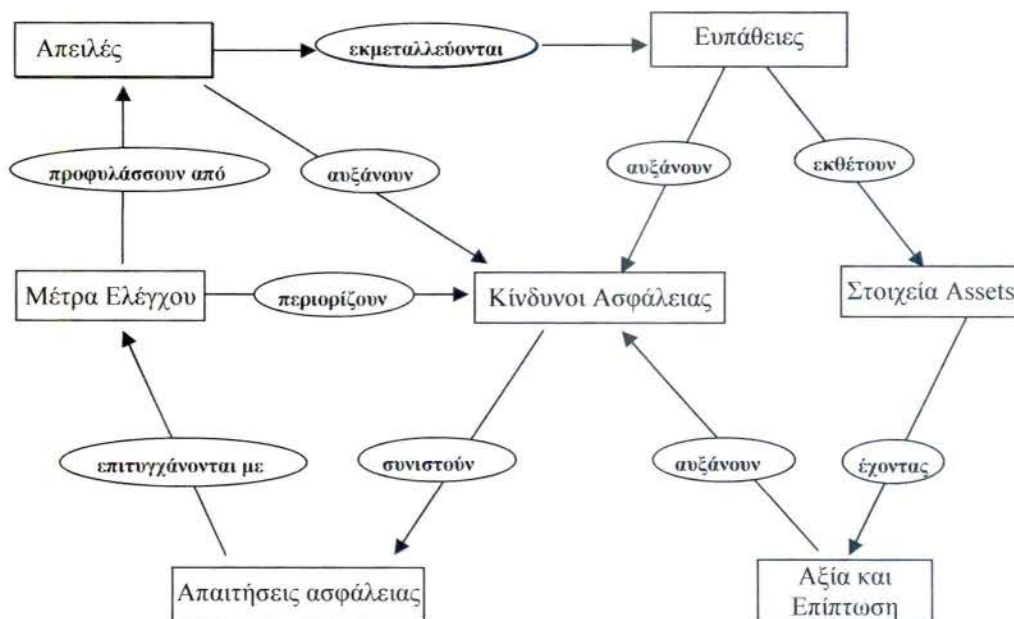 Απειλές
εκμεταλλεύονται
Ευπάθειες
προφυλάσσουν από
αυξάνουν
αυξάνουν
εκθέτουν
Μέτρα Ελέγχου
περιορίζουν
Κίνδυνοι Ασφάλειας
Στοιχεία Assets
επιτυγχάνονται με
συνιστούν
αυξάνουν
έχοντας
Απαιτήσεις ασφάλειας
Αξία και
Επίπτωση